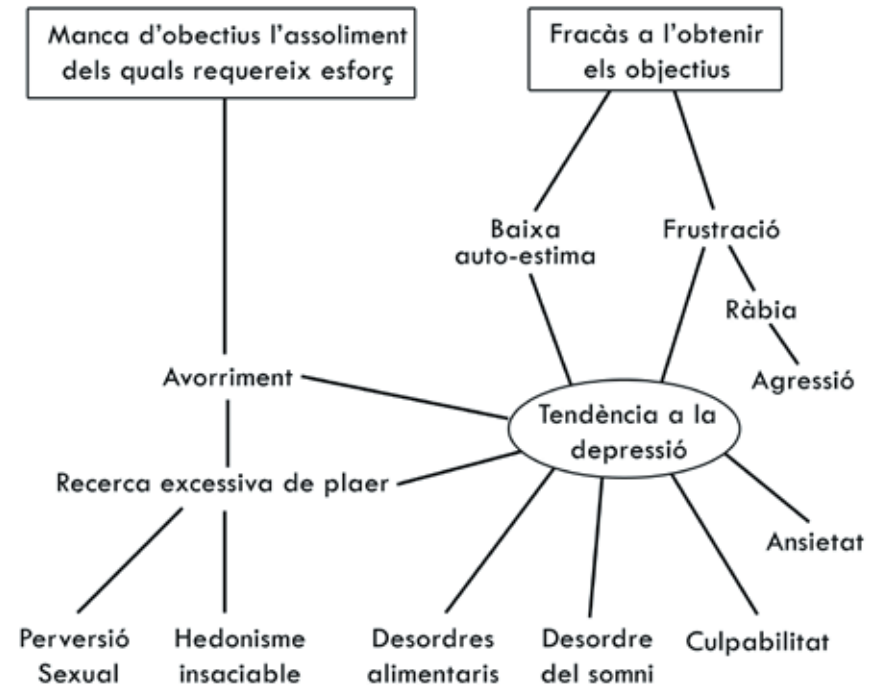 Manca d'obectius l'assoliment
dels quals requereix esforç
Fracàs a l'obtenir
els objectius
Baixa
auto-estima
Frustració
Ràbia
Agressió
Avorriment
Tendència a la
depressió
Recerca excessiva de plaer
Ansietat
Perversió
Sexual
Hedonisme
insaciable
Desordres
alimentaris
Desordre
del somni
Culpabilitat